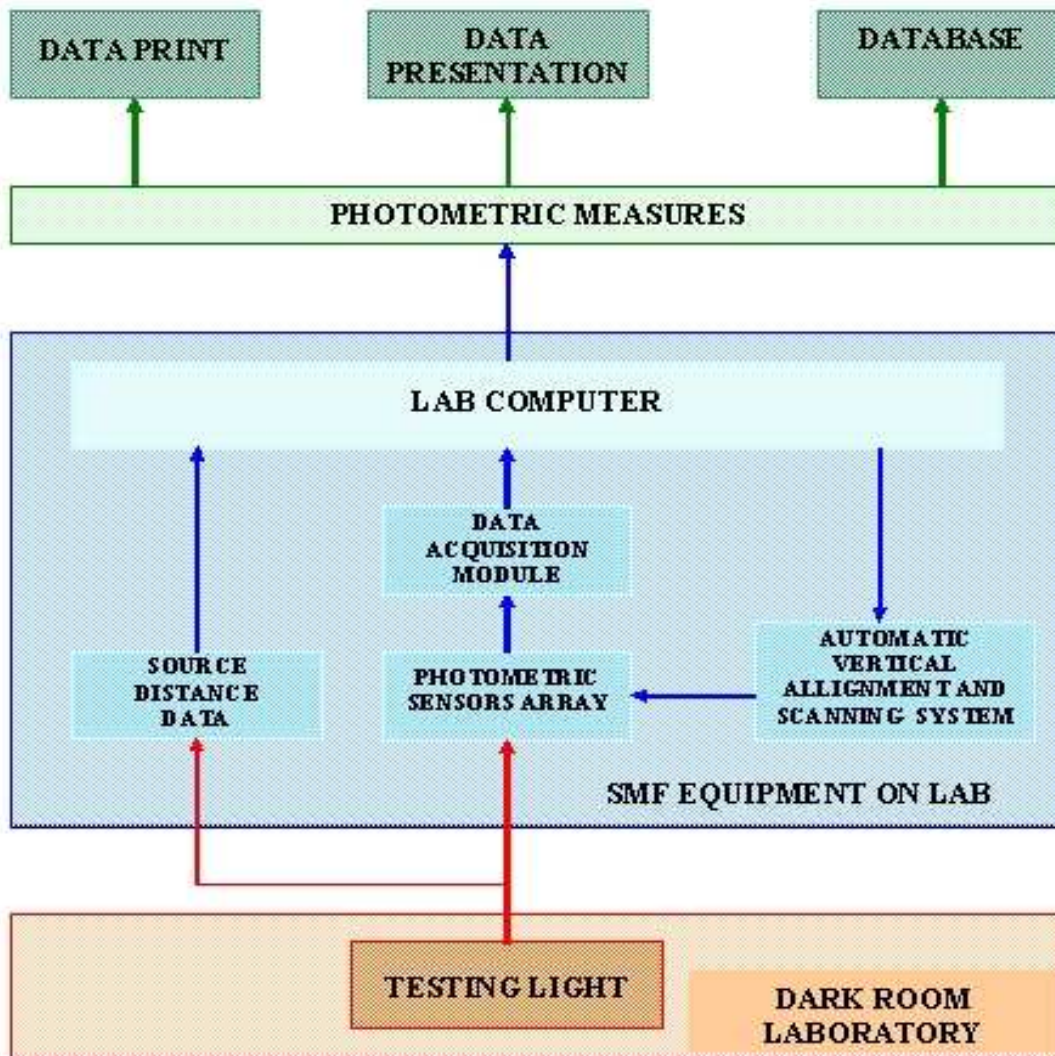 DATA PRINT
DATA
PRESENTATION
DATABASE
PHOTOMETRIC MEASURES
LAB COMPUTER
DATA
ACQUISITION
MODULE
SOURCE
DISTANCE
DATA
PHOTOMETRIC
SENSORS ARRAY
AUTOMATIC
VERTICAL
ALLIGNMENT AND
SCANNING SYSTEM
SMF EQUIPMENT ON LAB
TESTING LIGHT
DARK ROOM
LABORATORY